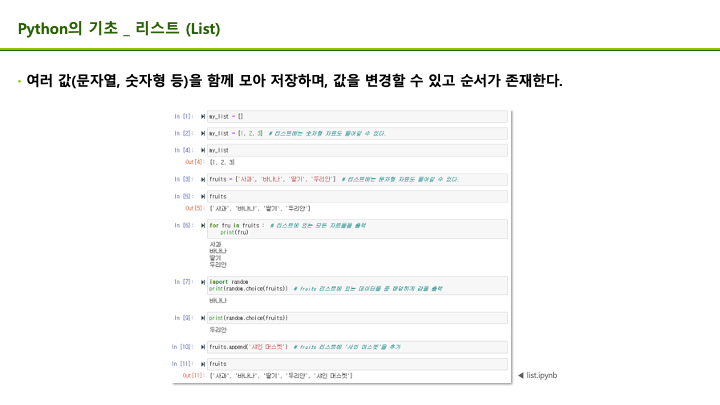 Python의 기초 _ 리스트 (List)
• 여러 값(문자열, 숫자형 등)을 함께 모아 저장하며, 값을 변경할 수 있고 순서가 존재한다.
In [1]: my_list = []
In [2]: my_list = [1, 2, 3] # 리스트에는 숫자형 자료도 들어갈 수 있다.
In [4]: my_list
Out[4]: [1, 2, 3]
In [3]: fruits = ['사과', '바나나', '딸기', '두리안'] # 리스트에는 문자형 자료도 들어갈 수 있다.
In [5]: fruits
Out[5]: ['사과', '바나나', '딸기', '두리안']
In [6]: for fru in fruits : # 리스트에 있는 모든 자료들을 출력
print(fru)
사과
바나나
딸기
두리안
In [7]: import random
print(random.choice(fruits)) # fruits 리스트에 있는 데이터들 중 랜덤하게 값을 출력
바나나
In [9]: print(random.choice(fruits))
두리안
In [10]: fruits.append('샤인 머스켓') # fruits 리스트에 '샤인 머스켓'을 추가
In [11]: fruits
Out[11]: ['사과', '바나나', '딸기', '두리안', '샤인 머스켓']
◀ list.ipynb